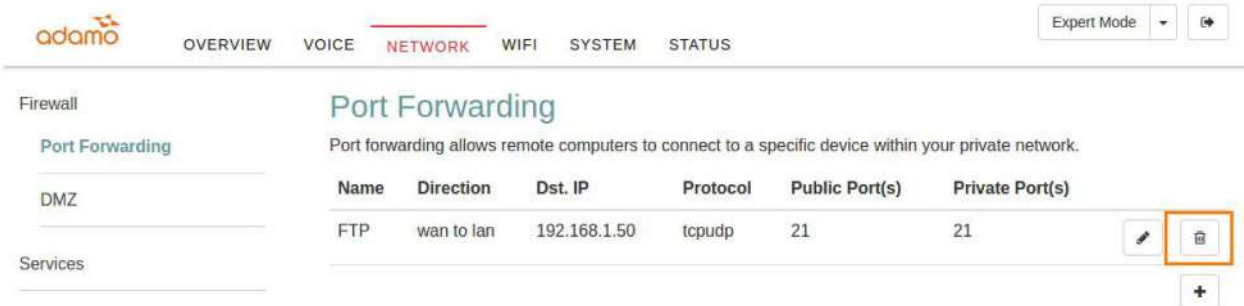 adamo
OVERVIEW VOICE NETWORK WIFI SYSTEM STATUS
Expert Mode
Firewall
Port Forwarding
DMZ
Services
Port Forwarding
Port forwarding allows remote computers to connect to a specific device within your private network.
Name Direction Dst. IP Protocol Public Port(s) Private Port(s)
FTP wan to lan 192.168.1.50 tcpudp 21 21